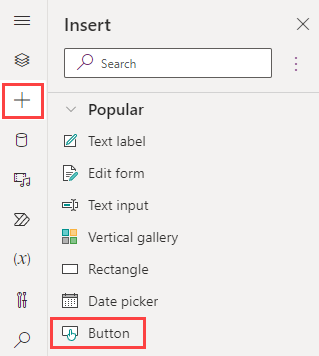 Insert
Search
Popular
Text label
Edit form
Text input
Vertical gallery
Rectangle
Date picker
(x)
Button